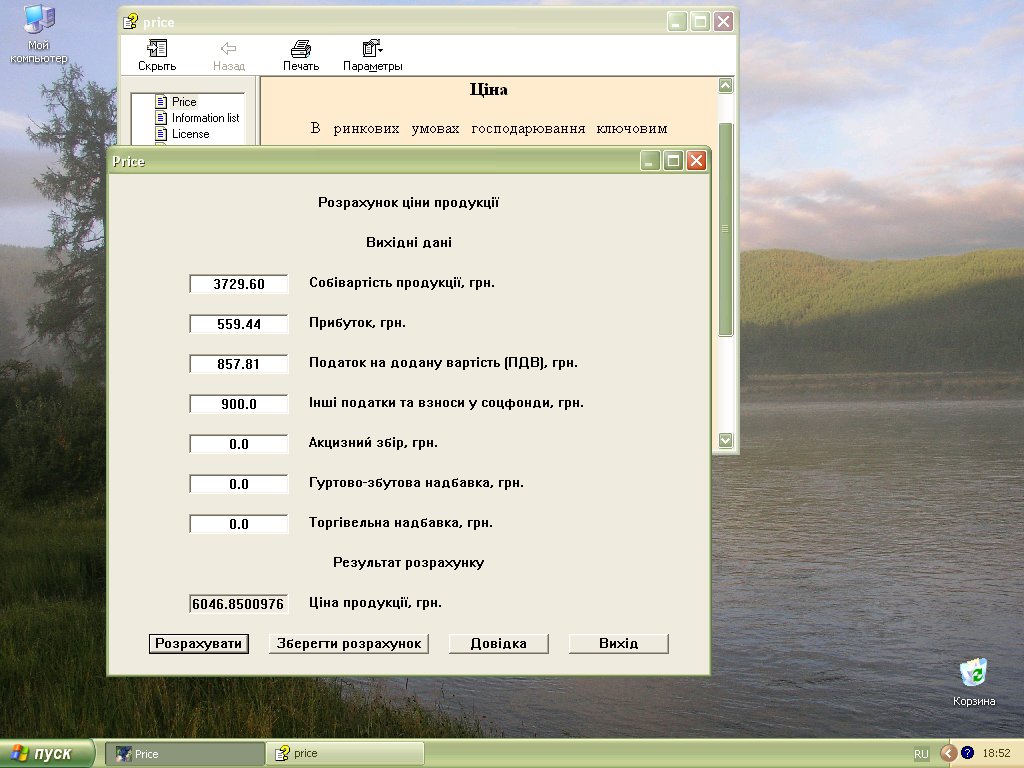 Мой
компьютер
price
Скрыть
Назад
Печать
Параметры
Price
Information list
License
Ціна
В ринкових умовах господарювання ключовим
Price
Розрахунок ціни продукції
Вихідні дані
3729.60 Собівартість продукції, грн.
559.44 Прибуток, грн.
857.81 Податок на додану вартість (ПДВ), грн.
900.0 Інші податки та взноси у соцфонди, грн.
0.0 Акцизний збір, грн.
0.0 Гуртово-збутова надбавка, грн.
0.0 Торгівельна надбавка, грн.
Результат розрахунку
6046.8500976 Ціна продукції, грн.
Розрахувати
Зберегти розрахунок
Довідка
Вихід
Корзина
пуск
Price
price
RU
18:52